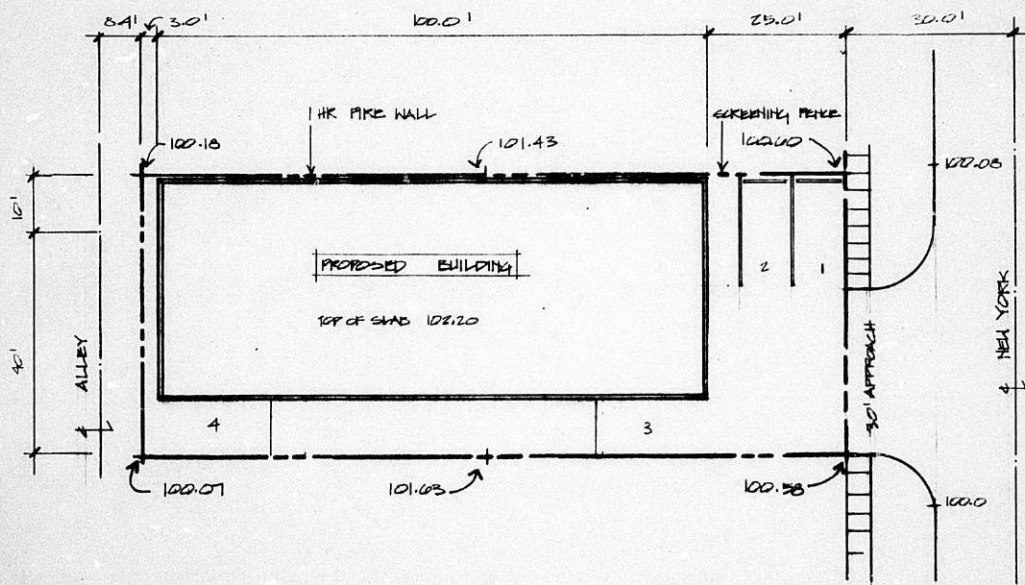 8.4' 3.0' 100.0' 25.0' 30.0'
1 HR FIRE WALL
SCREENING FENCE
100.18
101.43
100.60
100.08
10'
PROPOSED BUILDING
2 1
TOP OF SLAB 102.20
NEW YORK
40'
ALLEY
30' APPROACH
4 3
100.07
101.63
100.58
100.0